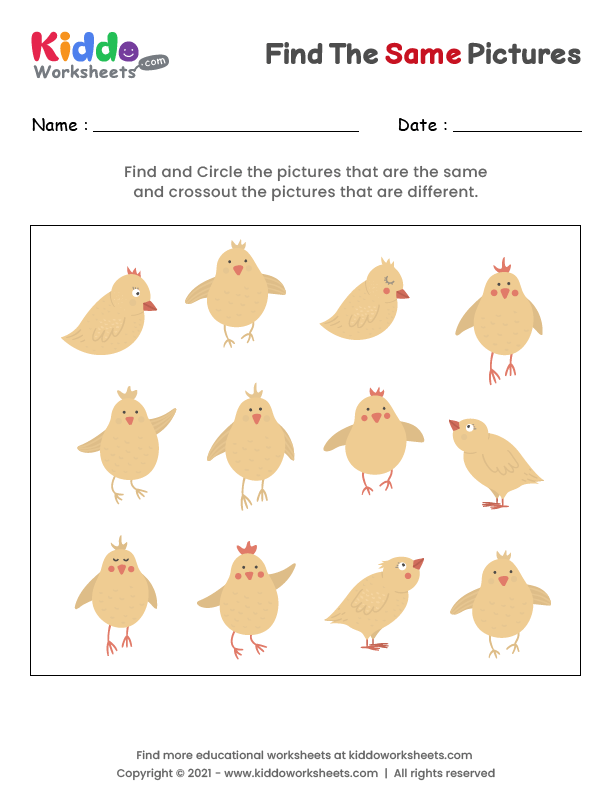 Kiddo
Worksheets
.com
Find The Same Pictures
Name :
Date :
Find and Circle the pictures that are the same
and crossout the pictures that are different.
Find more educational worksheets at kiddoworksheets.com
Copyright © 2021 - www.kiddoworksheets.com | All rights reserved